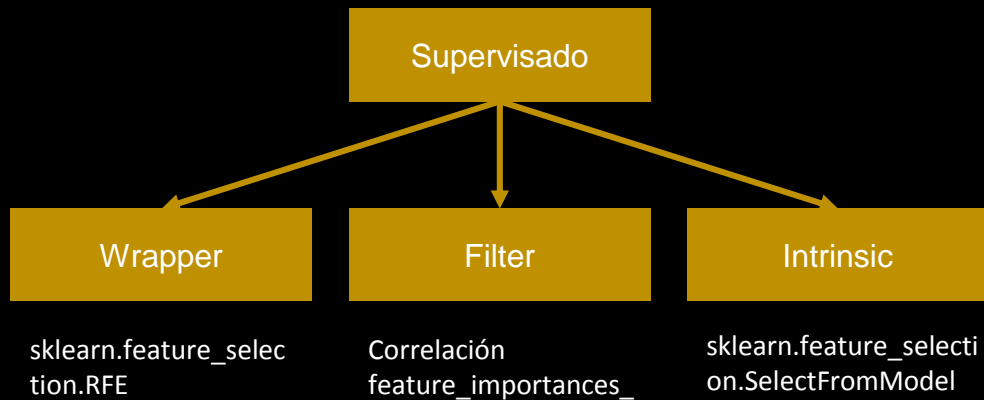 Supervisado
Wrapper
Filter
Intrinsic
sklearn.feature_selec
tion.RFE
Correlación
feature_importances_
sklearn.feature_selecti
on.SelectFromModel